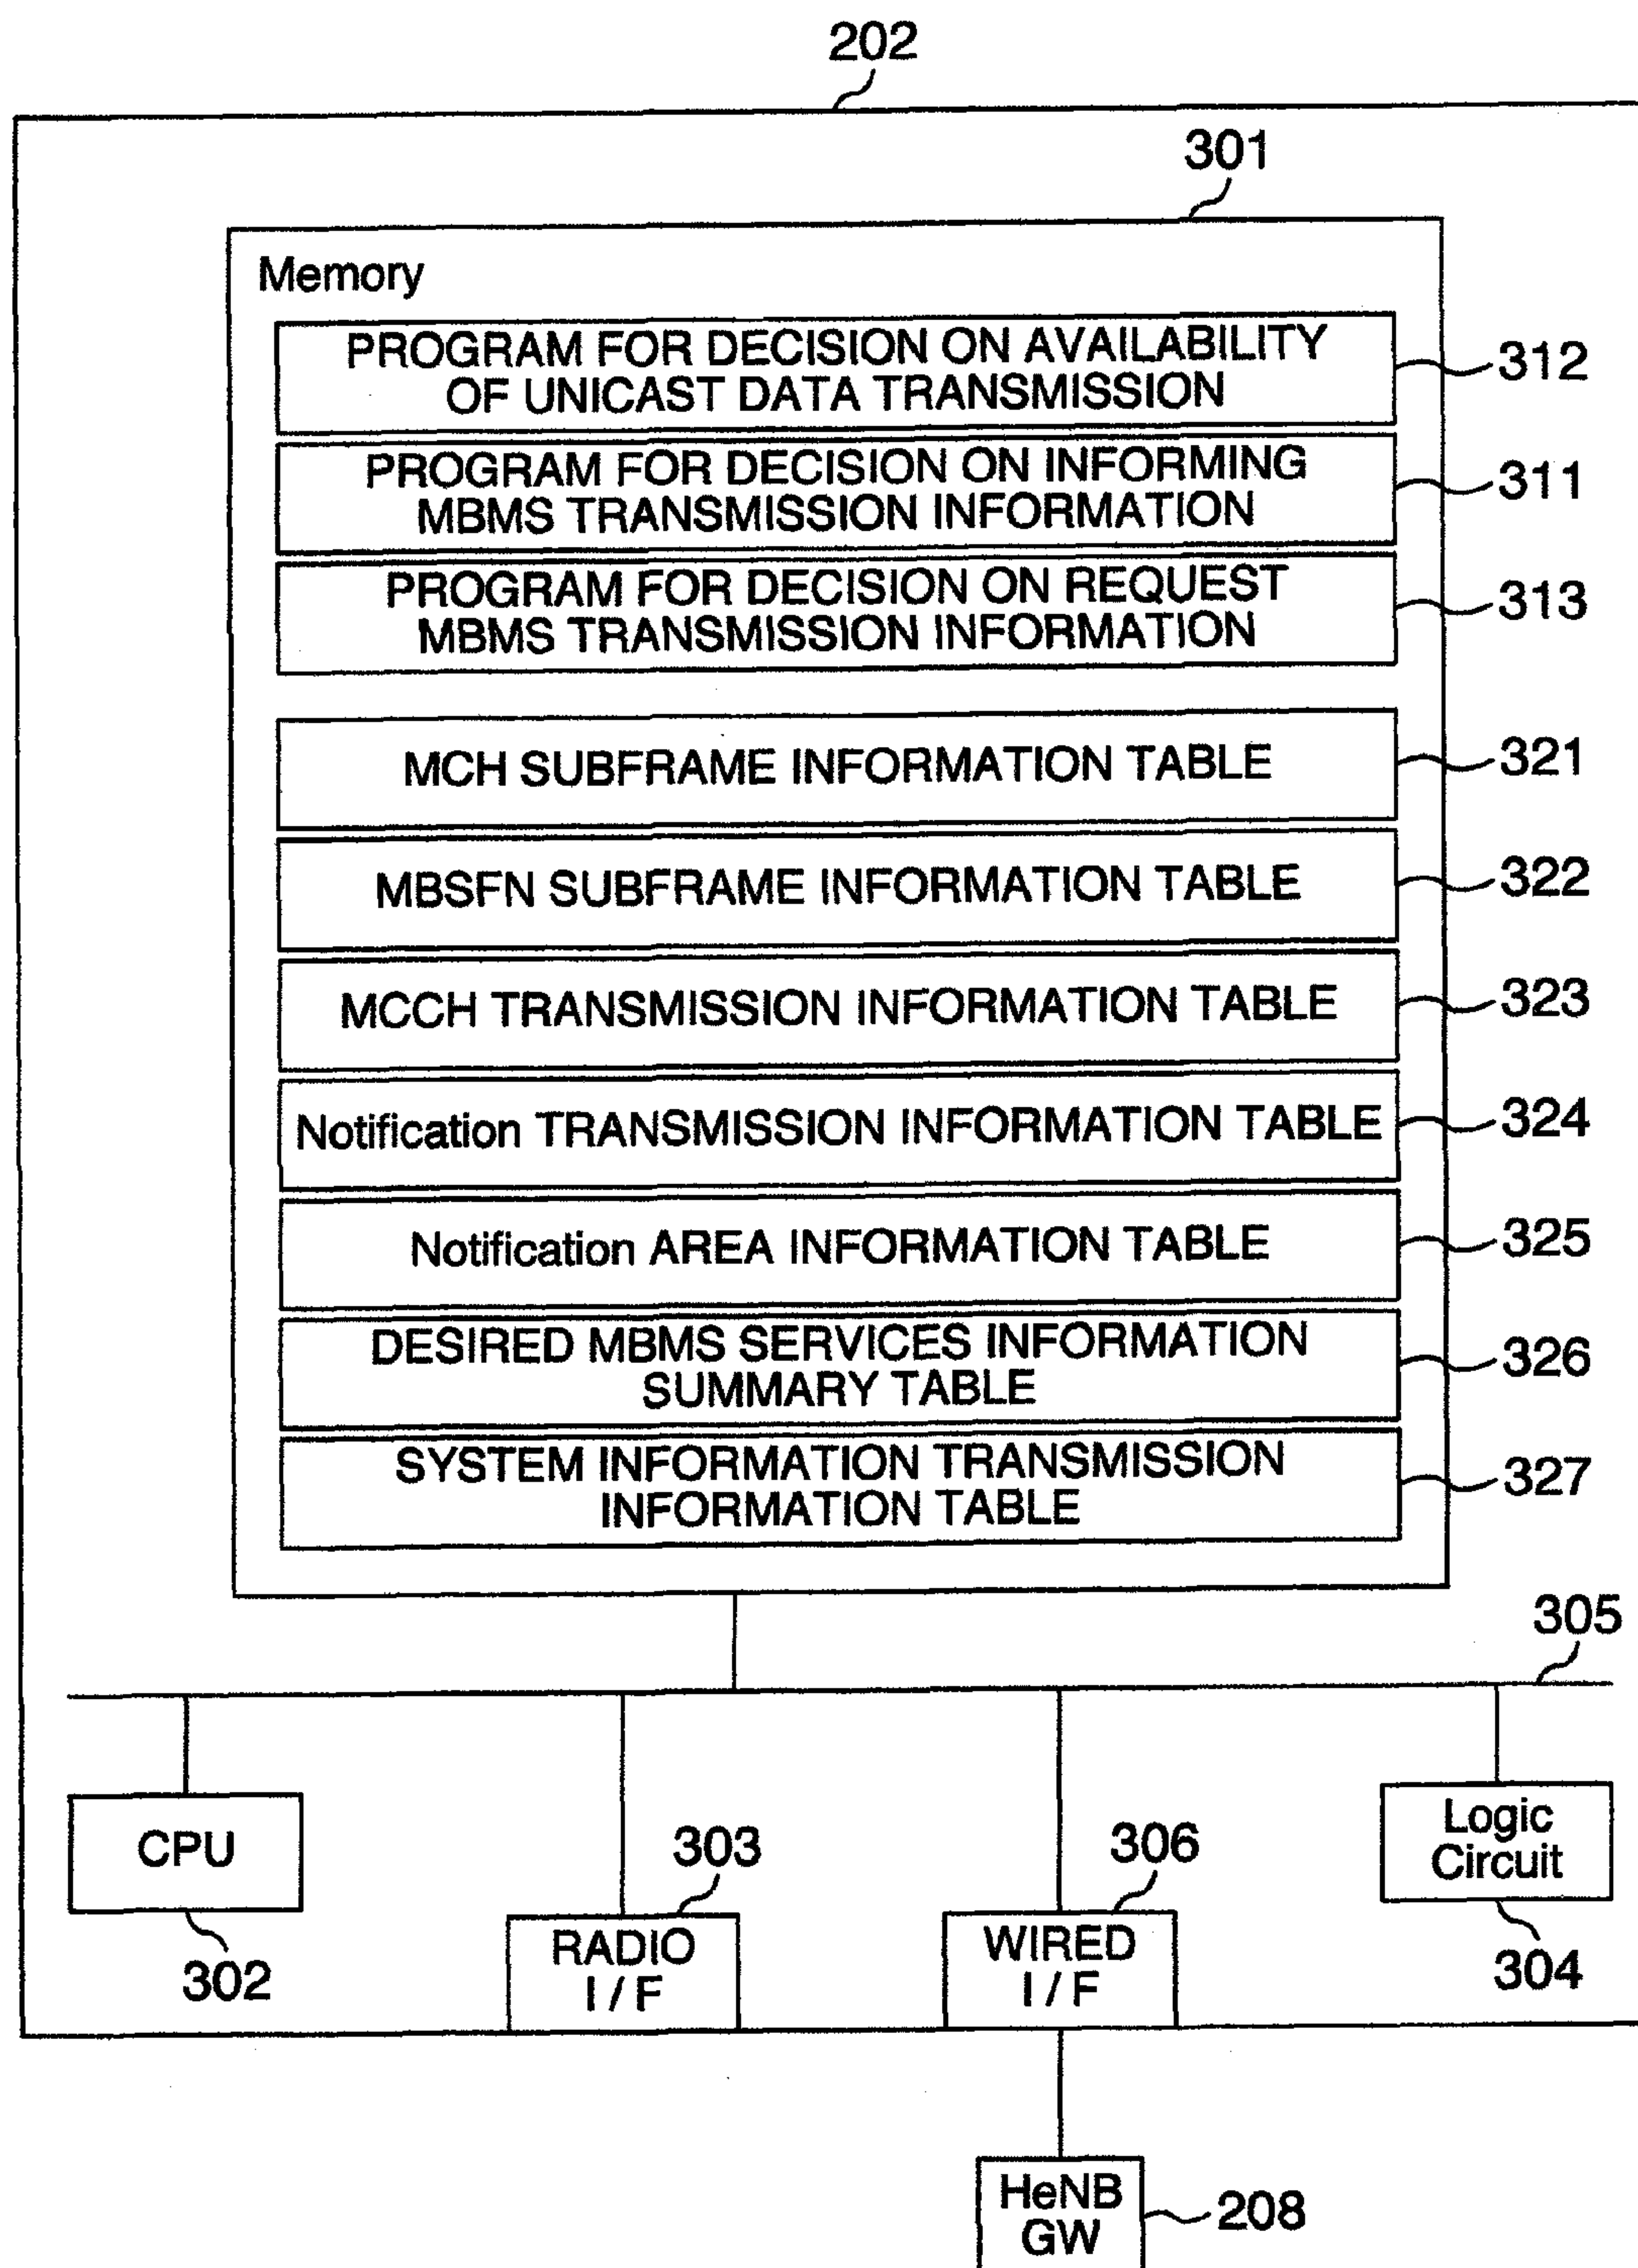 202
301
Memory
PROGRAM FOR DECISION ON AVAILABILITY
OF UNICAST DATA TRANSMISSION
312
PROGRAM FOR DECISION ON INFORMING
MBMS TRANSMISSION INFORMATION
311
PROGRAM FOR DECISION ON REQUEST
MBMS TRANSMISSION INFORMATION
313
MCH SUBFRAME INFORMATION TABLE
321
MBSFN SUBFRAME INFORMATION TABLE
322
MCCH TRANSMISSION INFORMATION TABLE
323
Notification TRANSMISSION INFORMATION TABLE
324
Notification AREA INFORMATION TABLE
325
DESIRED MBMS SERVICES INFORMATION
SUMMARY TABLE
326
SYSTEM INFORMATION TRANSMISSION
INFORMATION TABLE
327
305
CPU
302
303
RADIO
I / F
306
WIRED
I / F
Logic
Circuit
304
HeNB
GW
208